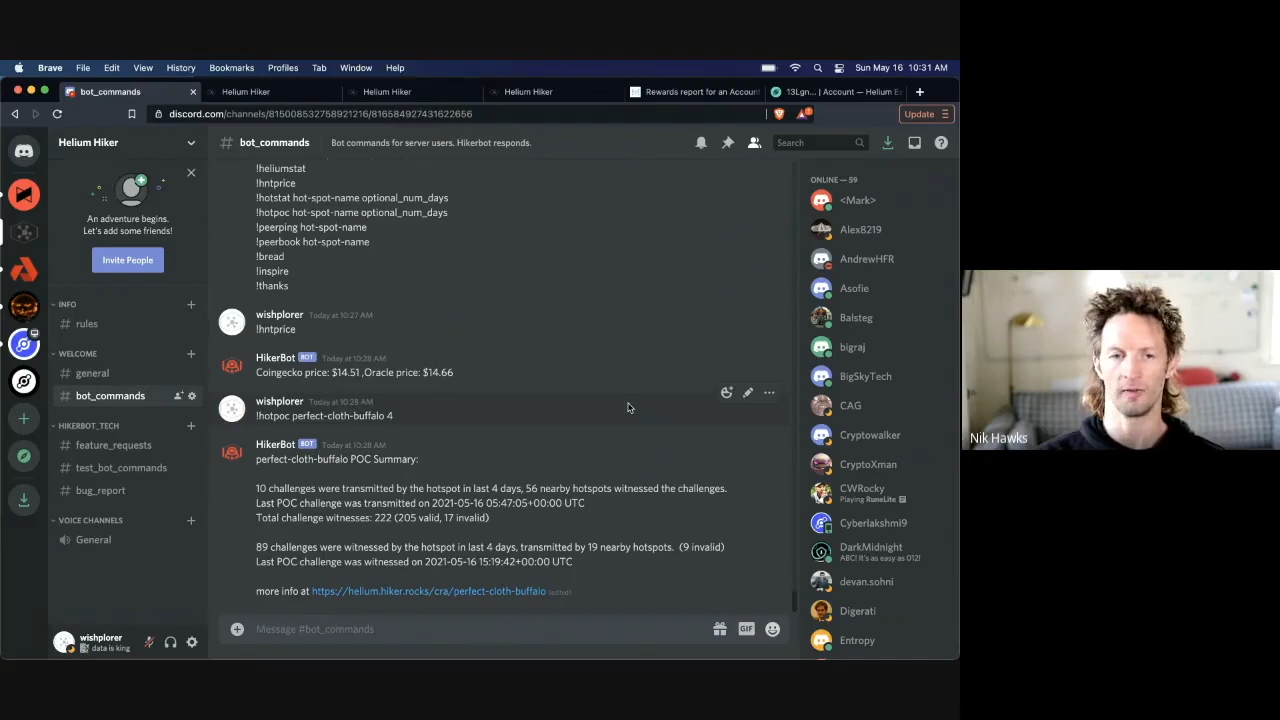 Brave File Edit View History Bookmarks Profiles Tab Window Help
Sun May 16 10:31 AM
bot_commands
Helium Hiker
Helium Hiker
Helium Hiker
Rewards report for an Account
13Lgn... | Account — Helium E
discord.com/channels/815008532758921216/816584927431622656
Update
Helium Hiker
# bot_commands
Bot commands for server users. Hikerbot responds.
Search
An adventure begins.
Let's add some friends!
Invite People
INFO
# rules
WELCOME
# general
# bot_commands
HIKERBOT_TECH
# feature_requests
# test_bot_commands
# bug_report
VOICE CHANNELS
General
wishplorer
data is king
!heliumstat
!hntprice
!hotstat hot-spot-name optional_num_days
!hotpoc hot-spot-name optional_num_days
!peerping hot-spot-name
!peerbook hot-spot-name
!bread
!inspire
!thanks
wishplorer Today at 10:27 AM
!hntprice
HikerBot BOT Today at 10:28 AM
Coingecko price: $14.51 ,Oracle price: $14.66
wishplorer Today at 10:28 AM
!hotpoc perfect-cloth-buffalo 4
HikerBot BOT Today at 10:28 AM
perfect-cloth-buffalo POC Summary:
10 challenges were transmitted by the hotspot in last 4 days, 56 nearby hotspots witnessed the challenges.
Last POC challenge was transmitted on 2021-05-16 05:47:05+00:00 UTC
Total challenge witnesses: 222 (205 valid, 17 invalid)
89 challenges were witnessed by the hotspot in last 4 days, transmitted by 19 nearby hotspots. (9 invalid)
Last POC challenge was witnessed on 2021-05-16 15:19:42+00:00 UTC
more info at https://helium.hiker.rocks/cra/perfect-cloth-buffalo (edited)
Message #bot_commands
GIF
ONLINE — 59
<Mark>
Alex8219
AndrewHFR
Asofie
Balsteg
bigraj
BigSkyTech
CAG
Cryptowalker
CryptoXman
CWRocky
Playing RuneLite
Cyberlakshmi9
DarkMidnight
ABC! It's as easy as 012!
devan.sohni
Digerati
Entropy
Nik Hawks